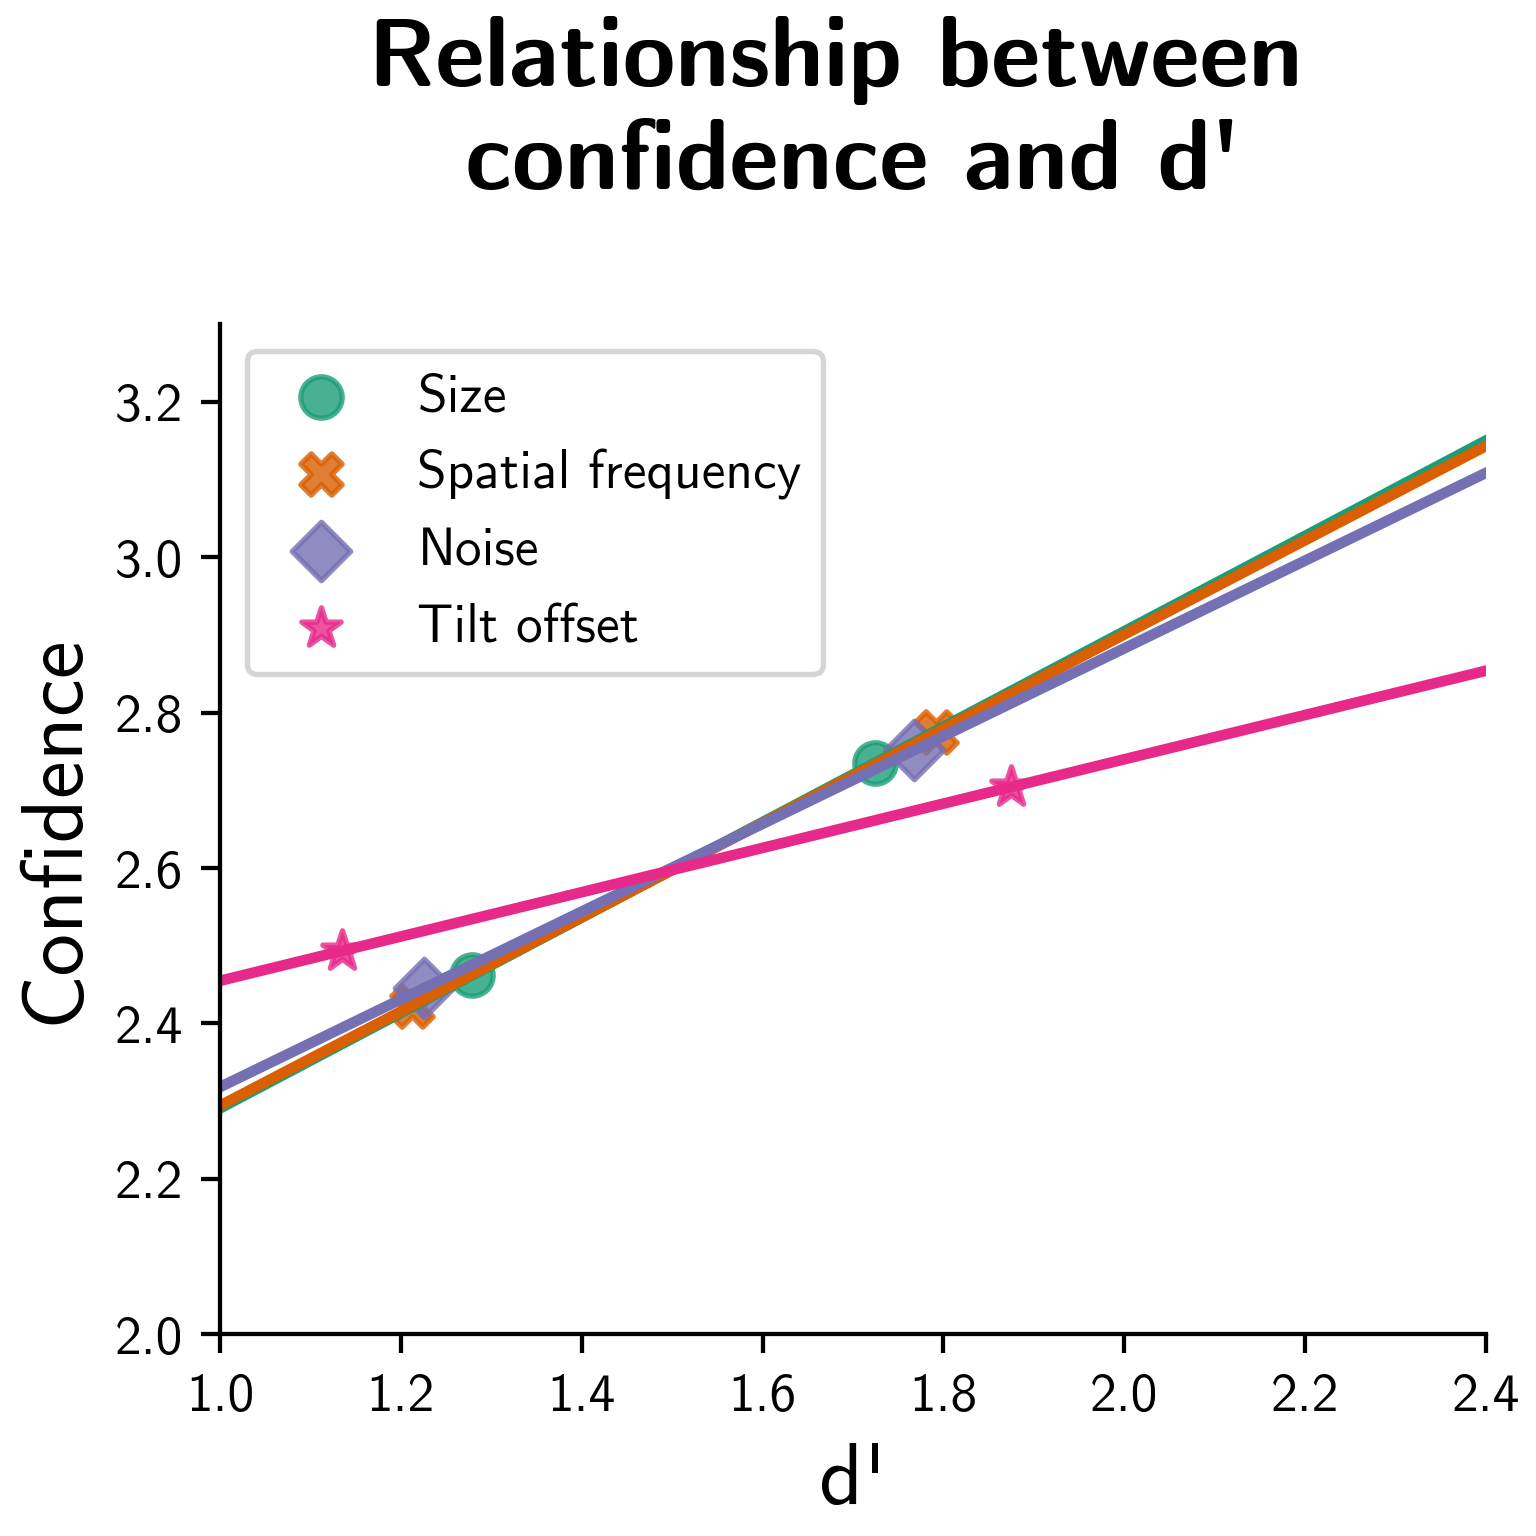 Relationship between
confidence and d'
Size
Spatial frequency
Noise
Tilt offset
Confidence
3.2
3.0
2.8
2.6
2.4
2.2
2.0
1.0 1.2 1.4 1.6 1.8 2.0 2.2 2.4
d'